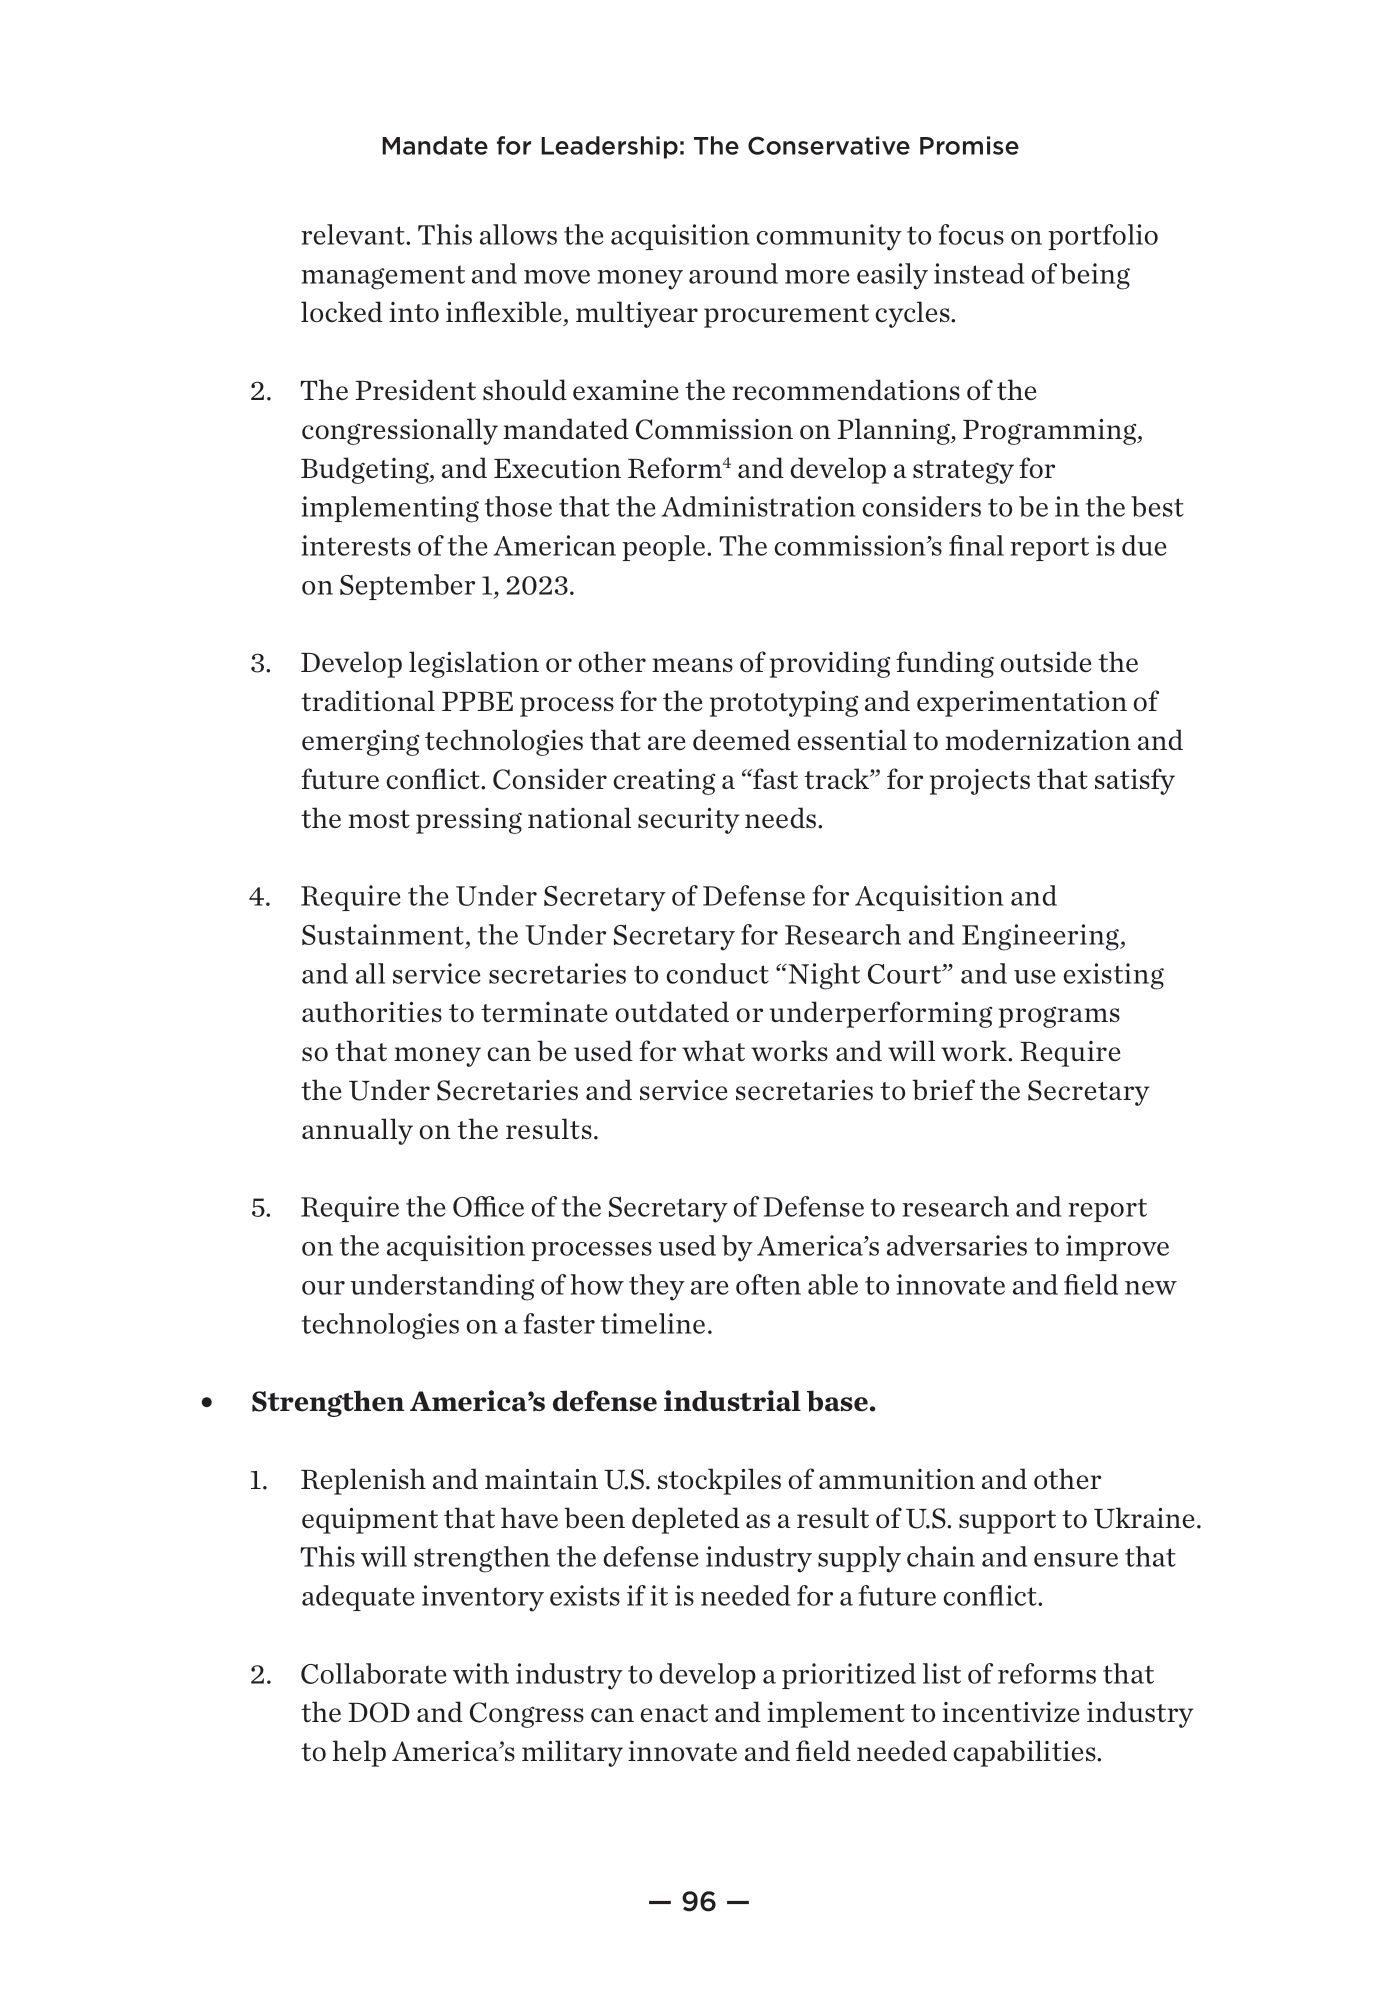 Mandate for Leadership: The Conservative Promise
relevant. This allows the acquisition community to focus on portfolio
management and move money around more easily instead of being
locked into inflexible, multiyear procurement cycles.
2. The President should examine the recommendations of the
congressionally mandated Commission on Planning, Programming,
Budgeting, and Execution Reform⁴ and develop a strategy for
implementing those that the Administration considers to be in the best
interests of the American people. The commission’s final report is due
on September 1, 2023.
3. Develop legislation or other means of providing funding outside the
traditional PPBE process for the prototyping and experimentation of
emerging technologies that are deemed essential to modernization and
future conflict. Consider creating a “fast track” for projects that satisfy
the most pressing national security needs.
4. Require the Under Secretary of Defense for Acquisition and
Sustainment, the Under Secretary for Research and Engineering,
and all service secretaries to conduct “Night Court” and use existing
authorities to terminate outdated or underperforming programs
so that money can be used for what works and will work. Require
the Under Secretaries and service secretaries to brief the Secretary
annually on the results.
5. Require the Office of the Secretary of Defense to research and report
on the acquisition processes used by America’s adversaries to improve
our understanding of how they are often able to innovate and field new
technologies on a faster timeline.
• Strengthen America’s defense industrial base.
1. Replenish and maintain U.S. stockpiles of ammunition and other
equipment that have been depleted as a result of U.S. support to Ukraine.
This will strengthen the defense industry supply chain and ensure that
adequate inventory exists if it is needed for a future conflict.
2. Collaborate with industry to develop a prioritized list of reforms that
the DOD and Congress can enact and implement to incentivize industry
to help America’s military innovate and field needed capabilities.
— 96 —